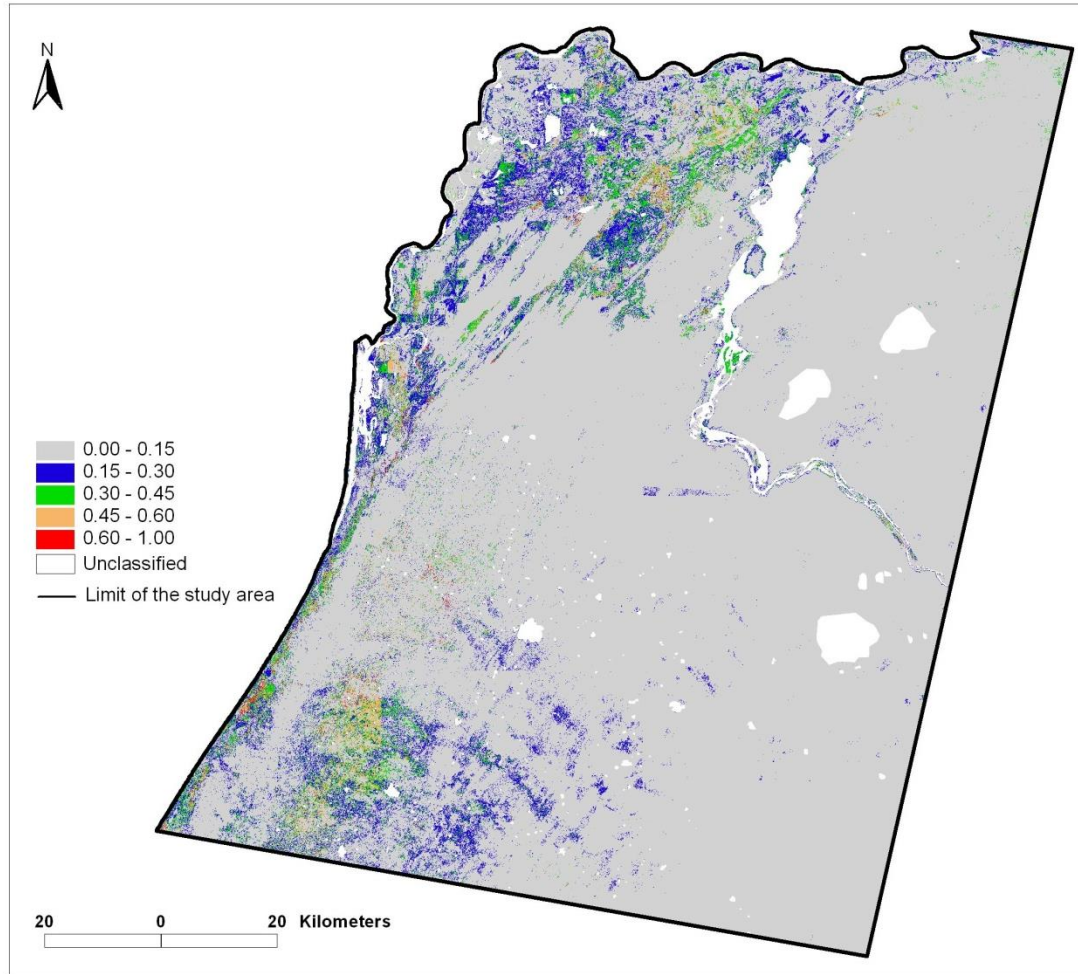 N
0.00 - 0.15
0.15 - 0.30
0.30 - 0.45
0.45 - 0.60
0.60 - 1.00
Unclassified
Limit of the study area
20 0 20 Kilometers